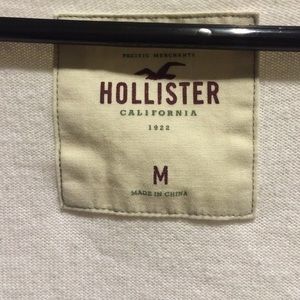 PACIFIC MERCHANTS
HOLLISTER
CALIFORNIA
1922
M
MADE IN CHINA